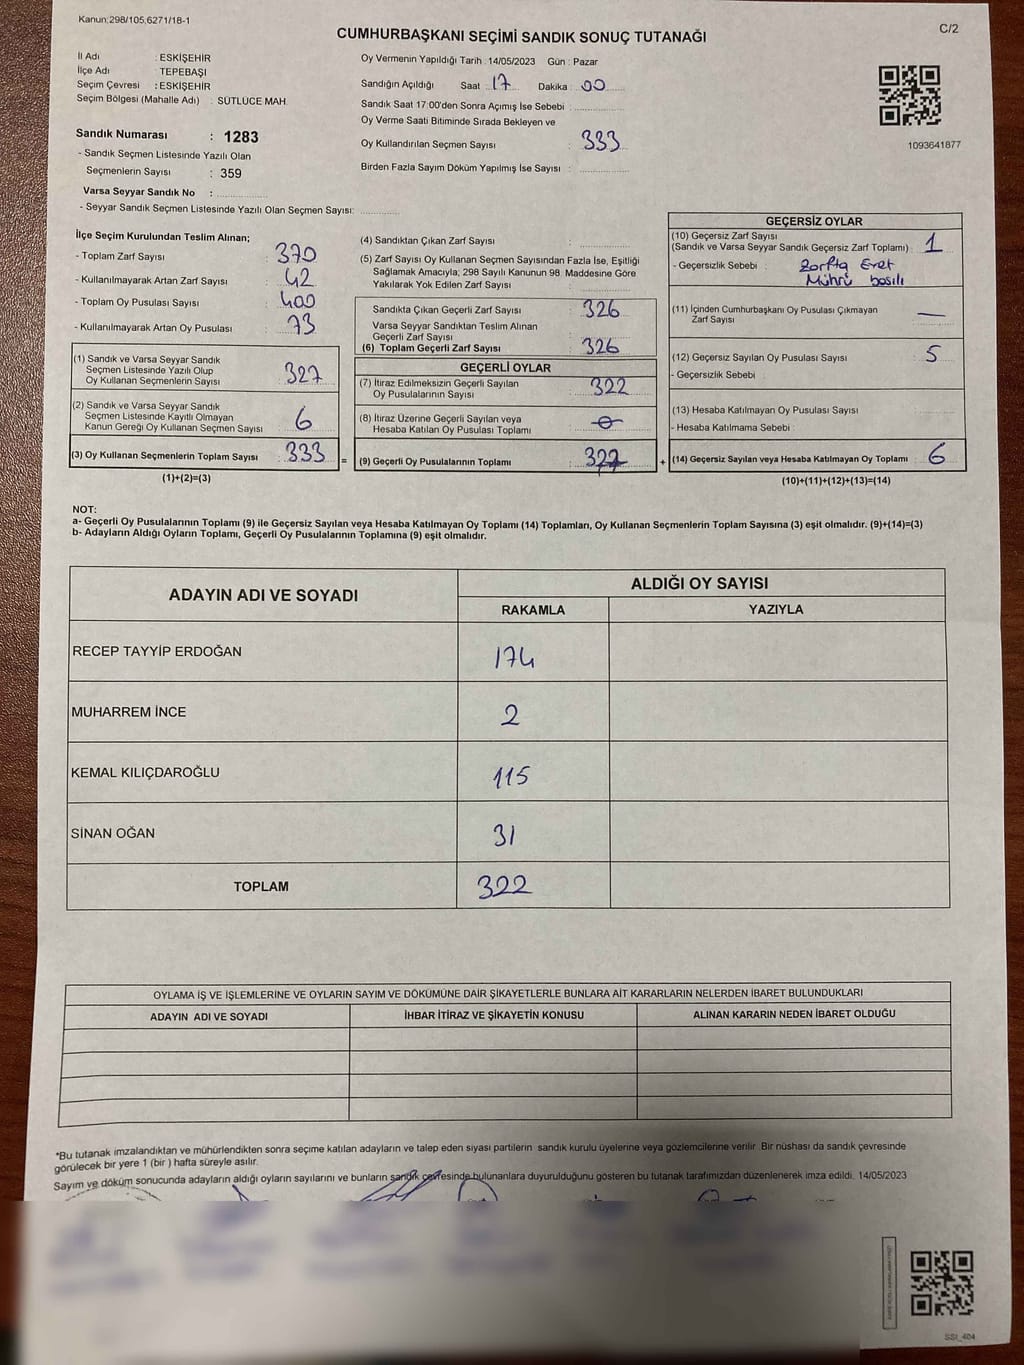 Kanun;298/105,6271/18-1
C/2
CUMHURBAŞKANI SEÇİMİ SANDIK SONUÇ TUTANAĞI
İl Adı : ESKİŞEHİR
İlçe Adı : TEPEBAŞI
Seçim Çevresi : ESKİŞEHİR
Seçim Bölgesi (Mahalle Adı) : SÜTLÜCE MAH.
Sandık Numarası : 1283
- Sandık Seçmen Listesinde Yazılı Olan
Seçmenlerin Sayısı : 359
Varsa Seyyar Sandık No :
- Seyyar Sandık Seçmen Listesinde Yazılı Olan Seçmen Sayısı:
Oy Vermenin Yapıldığı Tarih : 14/05/2023 Gün : Pazar
Sandığın Açıldığı Saat : 17 Dakika : 00
Sandık Saat 17:00'den Sonra Açımış İse Sebebi :
Oy Verme Saati Bitiminde Sırada Bekleyen ve
Oy Kullandırılan Seçmen Sayısı : 333
Birden Fazla Sayım Döküm Yapılmış İse Sayısı :
1093641877
İlçe Seçim Kurulundan Teslim Alınan;
- Toplam Zarf Sayısı : 370
- Kullanılmayarak Artan Zarf Sayısı : 42
- Toplam Oy Pusulası Sayısı : 400
- Kullanılmayarak Artan Oy Pusulası : 73
(1) Sandık ve Varsa Seyyar Sandık
Seçmen Listesinde Yazılı Olup
Oy Kullanan Seçmenlerin Sayısı : 327
(2) Sandık ve Varsa Seyyar Sandık
Seçmen Listesinde Kayıtlı Olmayan
Kanun Gereği Oy Kullanan Seçmen Sayısı : 6
(3) Oy Kullanan Seçmenlerin Toplam Sayısı : 333
(1)+(2)=(3)
=
(4) Sandıktan Çıkan Zarf Sayısı :
(5) Zarf Sayısı Oy Kullanan Seçmen Sayısından Fazla İse, Eşitliği
Sağlamak Amacıyla; 298 Sayılı Kanunun 98. Maddesine Göre
Yakılarak Yok Edilen Zarf Sayısı :
Sandıkta Çıkan Geçerli Zarf Sayısı : 326
Varsa Seyyar Sandıktan Teslim Alınan
Geçerli Zarf Sayısı :
(6) Toplam Geçerli Zarf Sayısı : 326
GEÇERLİ OYLAR
(7) İtiraz Edilmeksizin Geçerli Sayılan
Oy Pusulalarının Sayısı : 322
(8) İtiraz Üzerine Geçerli Sayılan veya
Hesaba Katılan Oy Pusulası Toplamı : 0
(9) Geçerli Oy Pusulalarının Toplamı : 327
+
GEÇERSİZ OYLAR
(10) Geçersiz Zarf Sayısı
(Sandık ve Varsa Seyyar Sandık Geçersiz Zarf Toplamı) : 1
- Geçersizlik Sebebi : Zarfta Evet
Mührü basılı
(11) İçinden Cumhurbaşkanı Oy Pusulası Çıkmayan
Zarf Sayısı : —
(12) Geçersiz Sayılan Oy Pusulası Sayısı : 5
- Geçersizlik Sebebi :
(13) Hesaba Katılmayan Oy Pusulası Sayısı :
- Hesaba Katılmama Sebebi :
(14) Geçersiz Sayılan veya Hesaba Katılmayan Oy Toplamı : 6
(10)+(11)+(12)+(13)=(14)
NOT:
a- Geçerli Oy Pusulalarının Toplamı (9) ile Geçersiz Sayılan veya Hesaba Katılmayan Oy Toplamı (14) Toplamları, Oy Kullanan Seçmenlerin Toplam Sayısına (3) eşit olmalıdır. (9)+(14)=(3)
b- Adayların Aldığı Oyların Toplamı, Geçerli Oy Pusulalarının Toplamına (9) eşit olmalıdır.
ADAYIN ADI VE SOYADI
ALDIĞI OY SAYISI
RAKAMLA YAZIYLA
RECEP TAYYİP ERDOĞAN 174
MUHARREM İNCE 2
KEMAL KILIÇDAROĞLU 115
SİNAN OĞAN 31
TOPLAM 322
OYLAMA İŞ VE İŞLEMLERİNE VE OYLARIN SAYIM VE DÖKÜMÜNE DAİR ŞİKAYETLERLE BUNLARA AİT KARARLARIN NELERDEN İBARET BULUNDUKLARI
ADAYIN ADI VE SOYADI İHBAR İTİRAZ VE ŞİKAYETİN KONUSU ALINAN KARARIN NEDEN İBARET OLDUĞU
*Bu tutanak imzalandıktan ve mühürlendikten sonra seçime katılan adayların ve talep eden siyasi partilerin sandık kurulu üyelerine veya gözlemcilerine verilir. Bir nüshası da sandık çevresinde
görülecek bir yere 1 (bir ) hafta süreyle asılır.
Sayım ve döküm sonucunda adayların aldığı oyların sayılarını ve bunların sandık çevresinde bulunanlara duyurulduğunu gösteren bu tutanak tarafımızdan düzenlenerek imza edildi. 14/05/2023
SSİ_404